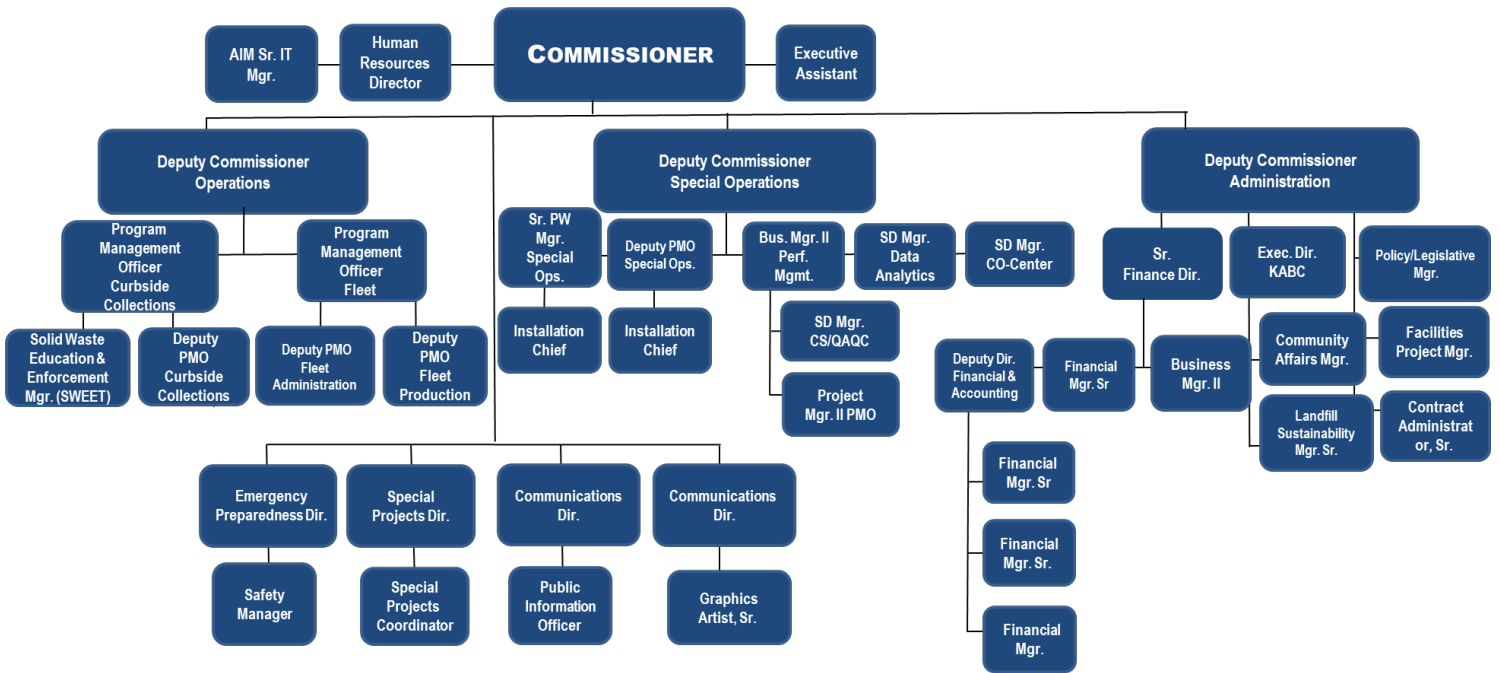 AIM Sr. IT
Mgr.
Human
Resources
Director
COMMISSIONER
Executive
Assistant
Deputy Commissioner
Operations
Deputy Commissioner
Special Operations
Deputy Commissioner
Administration
Program
Management
Officer
Curbside
Collections
Program
Management
Officer
Fleet
Sr. PW
Mgr.
Special
Ops.
Deputy PMO
Special Ops.
Bus. Mgr. II
Perf.
Mgmt.
SD Mgr.
Data
Analytics
SD Mgr.
CO-Center
Sr.
Finance Dir.
Exec. Dir.
KABC
Policy/Legislative
Mgr.
Solid Waste
Education &
Enforcement
Mgr. (SWEET)
Deputy
PMO
Curbside
Collections
Deputy PMO
Fleet
Administration
Deputy
PMO
Fleet
Production
Installation
Chief
Installation
Chief
SD Mgr.
CS/QAQC
Project
Mgr. II PMO
Deputy Dir.
Financial &
Accounting
Financial
Mgr. Sr
Business
Mgr. II
Community
Affairs Mgr.
Facilities
Project Mgr.
Landfill
Sustainability
Mgr. Sr.
Contract
Administrat
or, Sr.
Financial
Mgr. Sr
Financial
Mgr. Sr.
Financial
Mgr.
Emergency
Preparedness Dir.
Special
Projects Dir.
Communications
Dir.
Communications
Dir.
Safety
Manager
Special
Projects
Coordinator
Public
Information
Officer
Graphics
Artist, Sr.